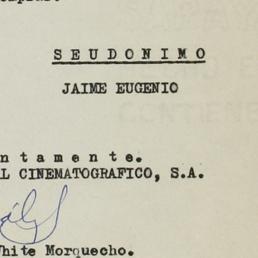 SEUDONIMO
JAIME EUGENIO
ntamente.
L CINEMATOGRAFICO, S.A.
White Morquecho.